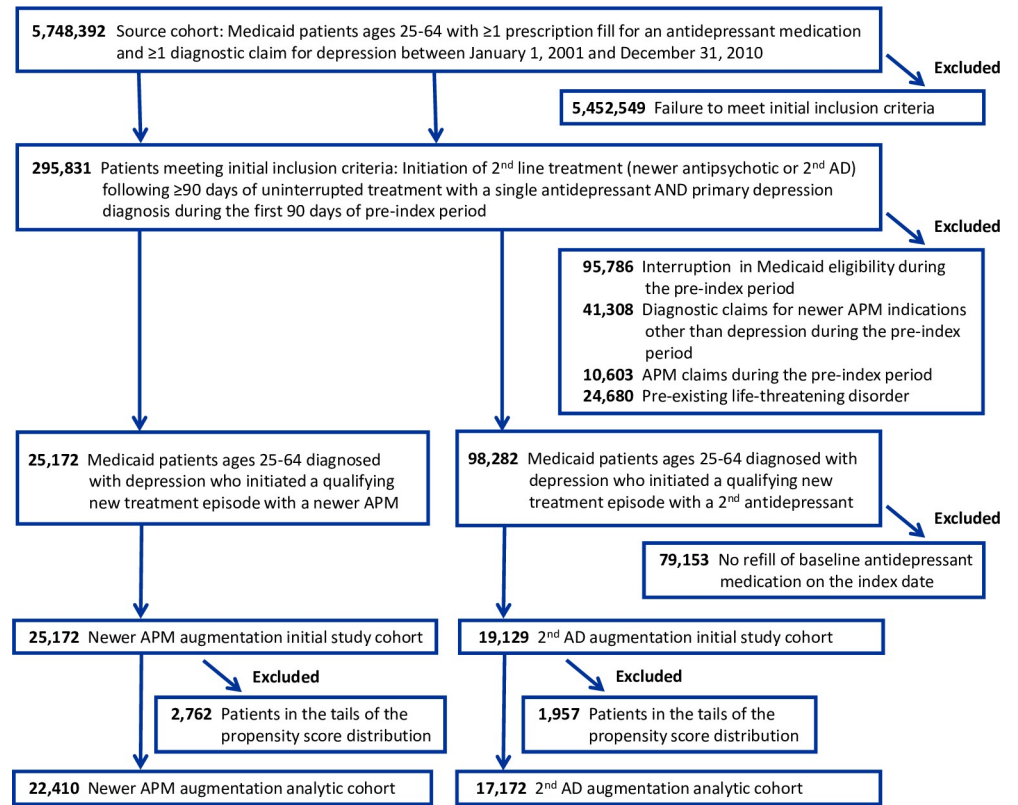 5,748,392 Source cohort: Medicaid patients ages 25-64 with ≥1 prescription fill for an antidepressant medication
and ≥1 diagnostic claim for depression between January 1, 2001 and December 31, 2010
Excluded
5,452,549 Failure to meet initial inclusion criteria
295,831 Patients meeting initial inclusion criteria: Initiation of 2nd line treatment (newer antipsychotic or 2nd AD)
following ≥90 days of uninterrupted treatment with a single antidepressant AND primary depression
diagnosis during the first 90 days of pre-index period
Excluded
95,786 Interruption in Medicaid eligibility during
the pre-index period
41,308 Diagnostic claims for newer APM indications
other than depression during the pre-index
period
10,603 APM claims during the pre-index period
24,680 Pre-existing life-threatening disorder
25,172 Medicaid patients ages 25-64 diagnosed
with depression who initiated a qualifying
new treatment episode with a newer APM
98,282 Medicaid patients ages 25-64 diagnosed with
depression who initiated a qualifying new
treatment episode with a 2nd antidepressant
Excluded
79,153 No refill of baseline antidepressant
medication on the index date
25,172 Newer APM augmentation initial study cohort
19,129 2nd AD augmentation initial study cohort
Excluded
2,762 Patients in the tails of the
propensity score distribution
Excluded
1,957 Patients in the tails of the
propensity score distribution
22,410 Newer APM augmentation analytic cohort
17,172 2nd AD augmentation analytic cohort